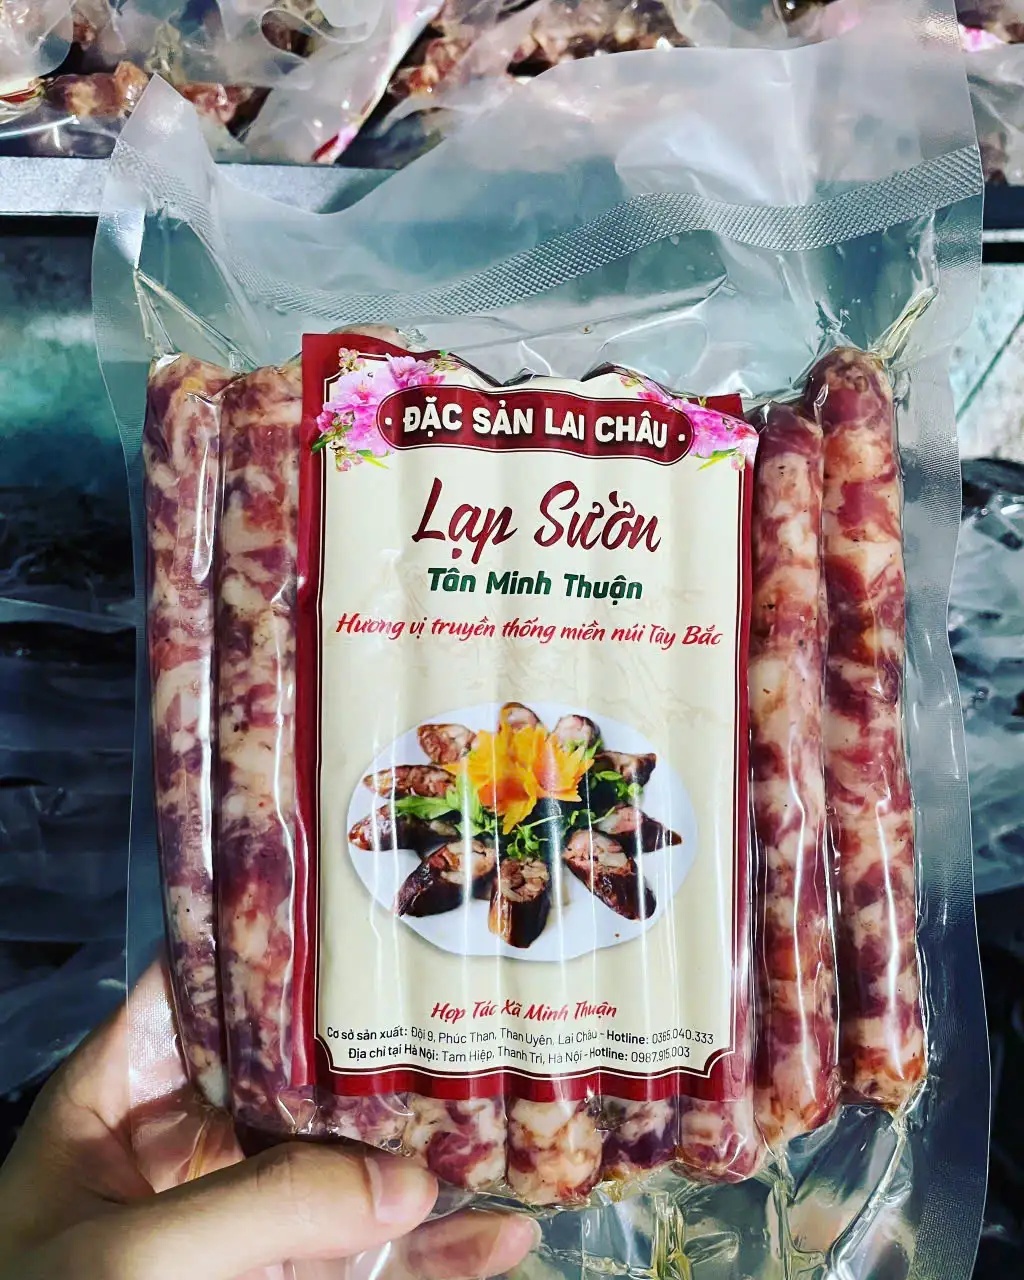 • ĐẶC SẢN LAI CHÂU •
Lạp Sườn
Tân Minh Thuận
Hương vị truyền thống miền núi Tây Bắc
Hợp Tác Xã Minh Thuận
Cơ sở sản xuất: Đội 9, Phúc Than, Than Uyên, Lai Châu - Hotline: 0365.040.333
Địa chỉ tại Hà Nội: Tam Hiệp, Thanh Trì, Hà Nội - Hotline: 0987.915.003